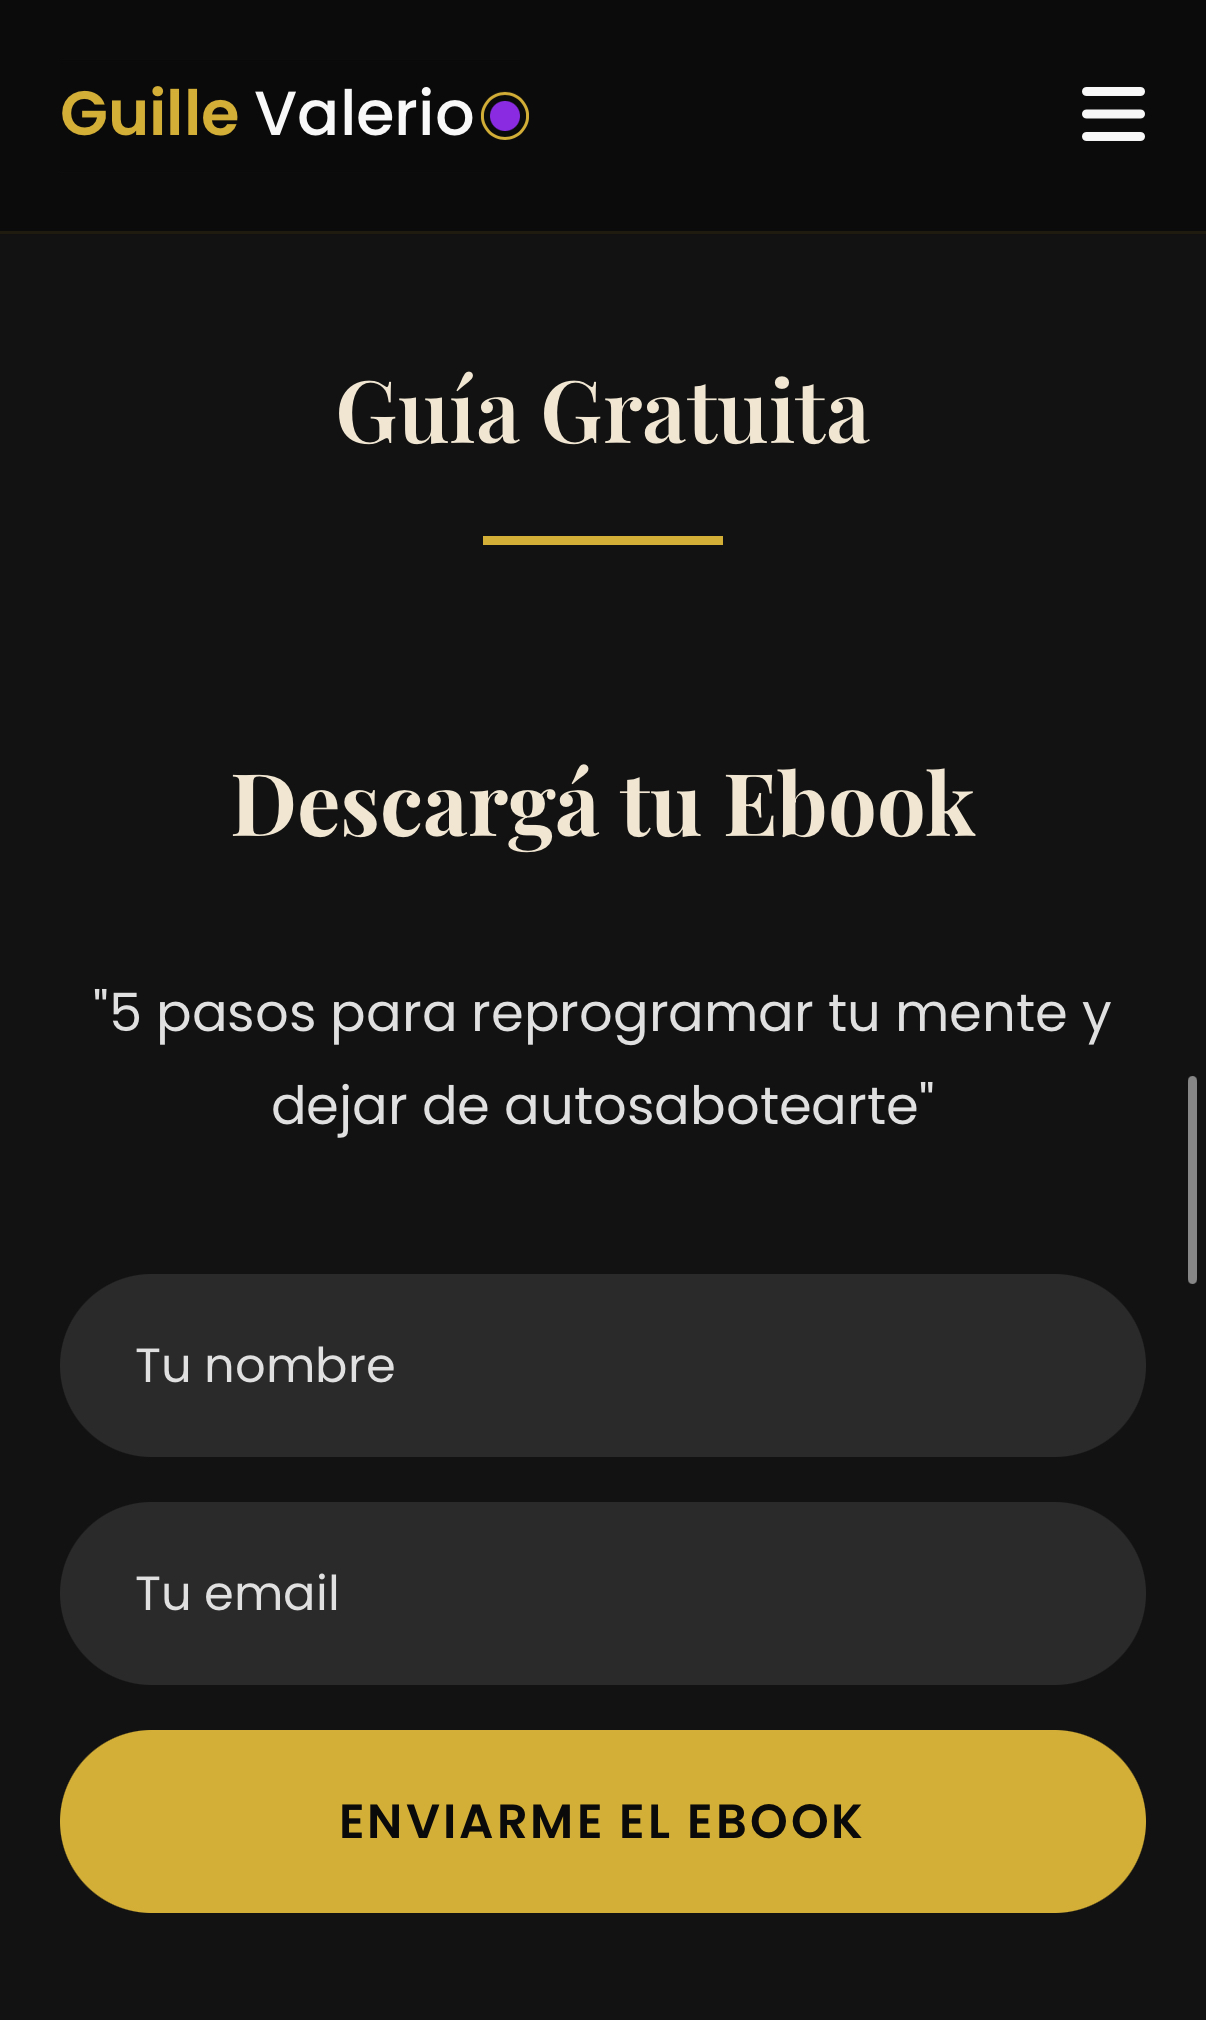 Guille Valerio
Guía Gratuita
Descargá tu Ebook
"5 pasos para reprogramar tu mente y
dejar de autosabotearte"
Tu nombre
Tu email
ENVIARME EL EBOOK